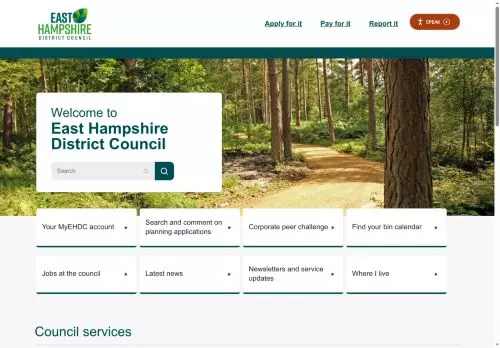 EAST
HAMPSHIRE
DISTRICT COUNCIL
Apply for it
Pay for it
Report it
SPEAK
Welcome to
East Hampshire
District Council
Search
Your MyEHDC account
Search and comment on
planning applications
Corporate peer challenge
Find your bin calendar
Jobs at the council
Latest news
Newsletters and service
updates
Where I live
Council services